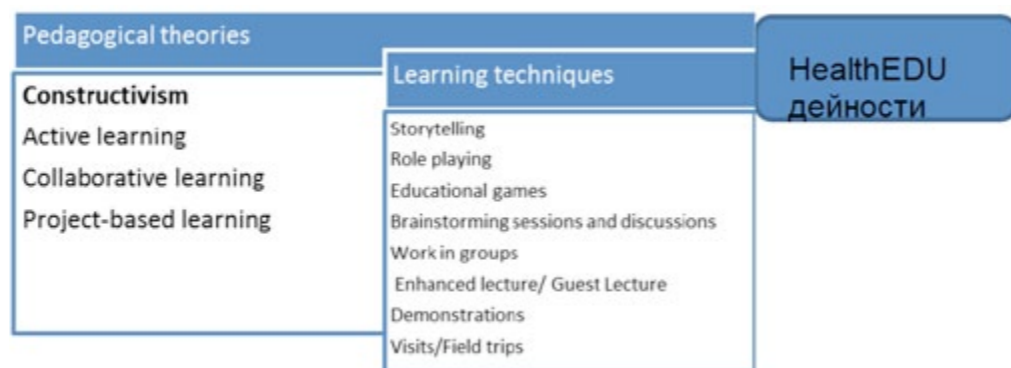 Pedagogical theories
Constructivism
Active learning
Collaborative learning
Project-based learning
Learning techniques
Storytelling
Role playing
Educational games
Brainstorming sessions and discussions
Work in groups
Enhanced lecture/ Guest Lecture
Demonstrations
Visits/Field trips
HealthEDU
дейности